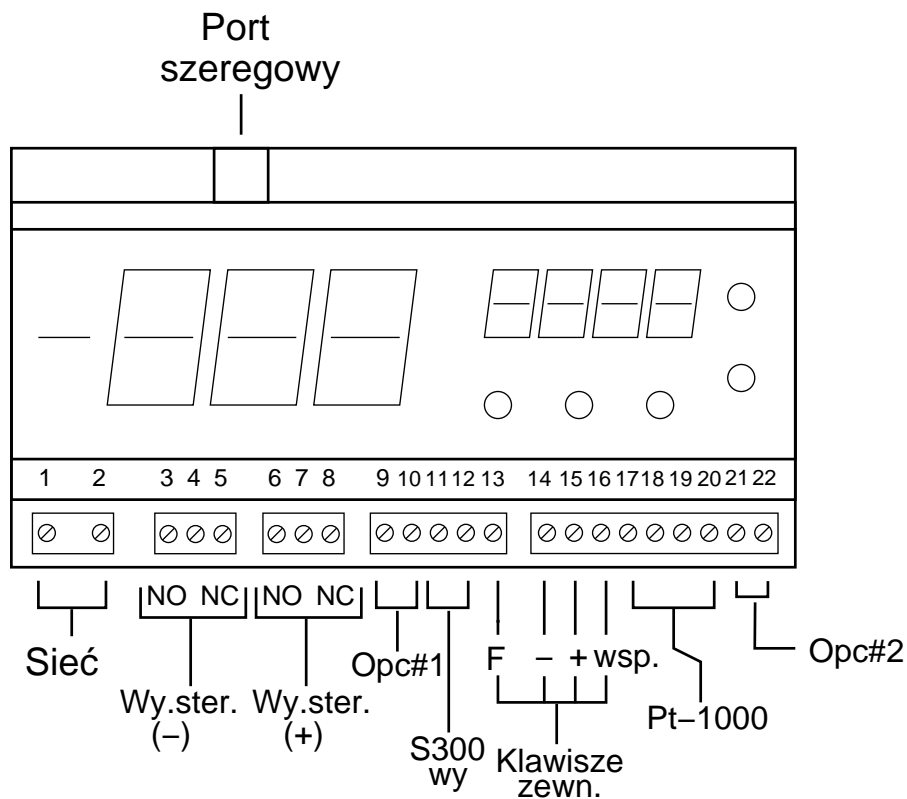 Port
szeregowy
1 2 3 4 5 6 7 8 9 10 11 12 13 14 15 16 17 18 19 20 21 22
NO NC NO NC
Sieć
Wy.ster.
(–)
Wy.ster.
(+)
Opc#1
S300
wy
F – + wsp.
Klawisze
zewn.
Pt–1000
Opc#2